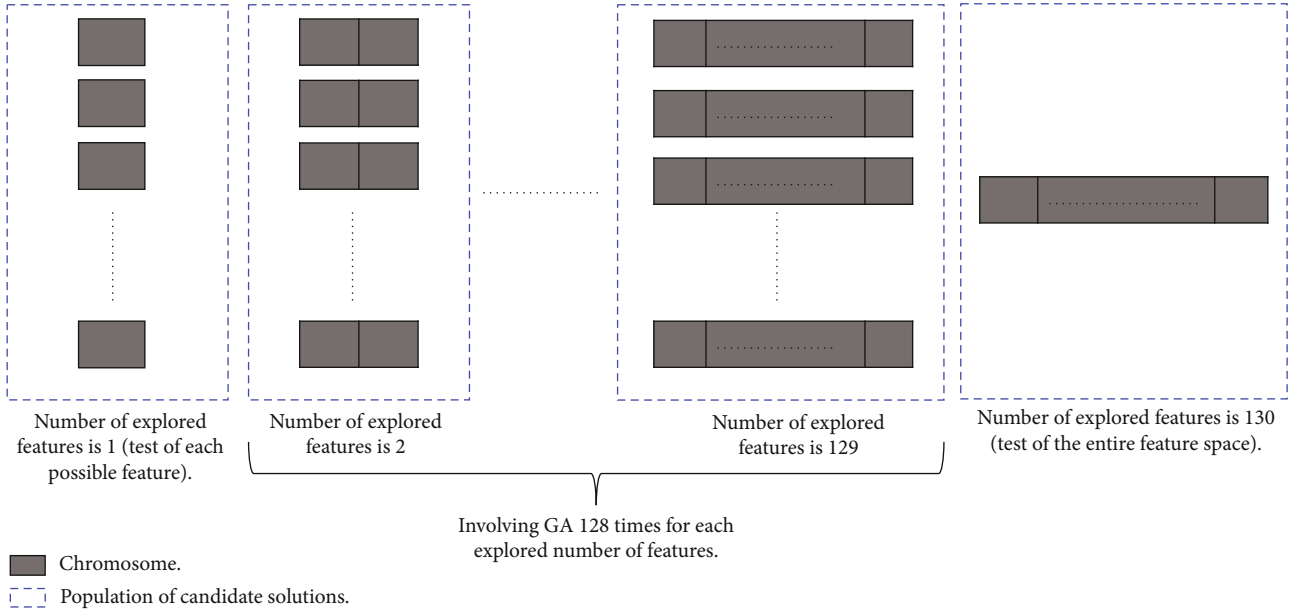 Number of explored
features is 1 (test of each
possible feature).
Number of explored
features is 2
Number of explored
features is 129
Number of explored features is 130
(test of the entire feature space).
Involving GA 128 times for each
explored number of features.
Chromosome.
Population of candidate solutions.